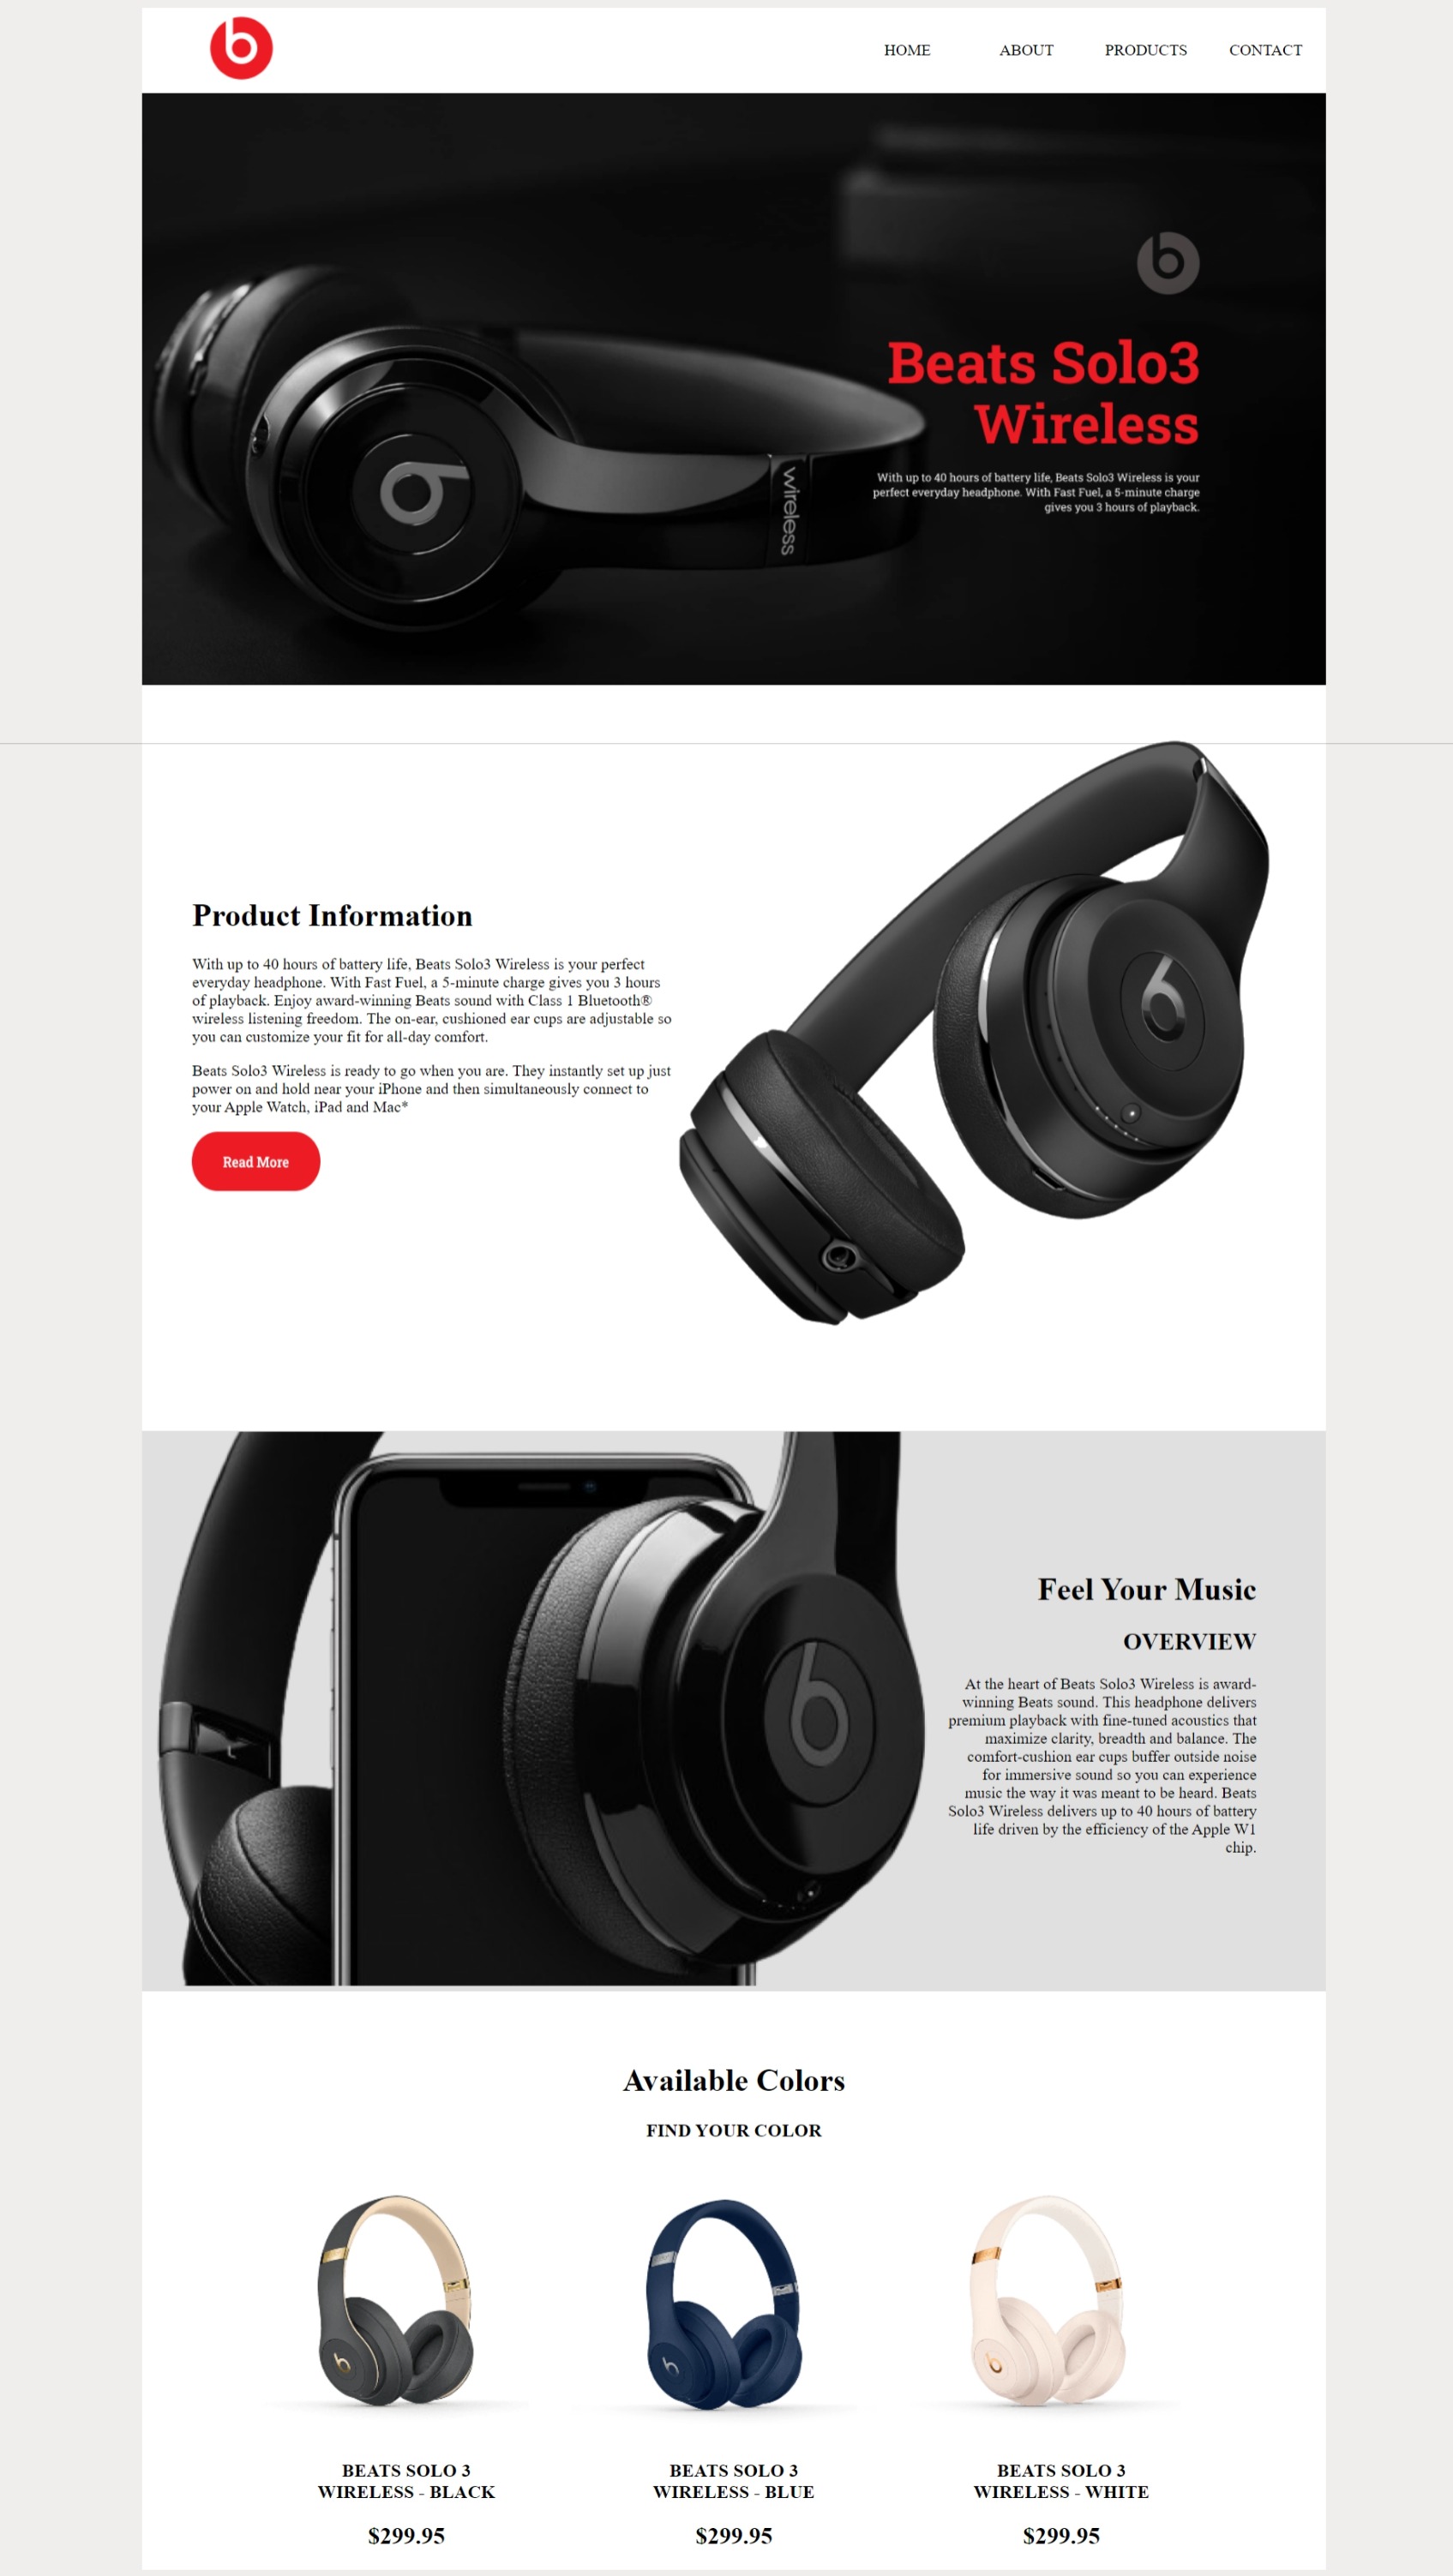 HOME ABOUT PRODUCTS CONTACT
wireless
Beats Solo3
Wireless
With up to 40 hours of battery life, Beats Solo3 Wireless is your
perfect everyday headphone. With Fast Fuel, a 5-minute charge
gives you 3 hours of playback.
Product Information
With up to 40 hours of battery life, Beats Solo3 Wireless is your perfect
everyday headphone. With Fast Fuel, a 5-minute charge gives you 3 hours
of playback. Enjoy award-winning Beats sound with Class 1 Bluetooth®
wireless listening freedom. The on-ear, cushioned ear cups are adjustable so
you can customize your fit for all-day comfort.
Beats Solo3 Wireless is ready to go when you are. They instantly set up just
power on and hold near your iPhone and then simultaneously connect to
your Apple Watch, iPad and Mac*
Read More
Feel Your Music
OVERVIEW
At the heart of Beats Solo3 Wireless is award-
winning Beats sound. This headphone delivers
premium playback with fine-tuned acoustics that
maximize clarity, breadth and balance. The
comfort-cushion ear cups buffer outside noise
for immersive sound so you can experience
music the way it was meant to be heard. Beats
Solo3 Wireless delivers up to 40 hours of battery
life driven by the efficiency of the Apple W1
chip.
Available Colors
FIND YOUR COLOR
BEATS SOLO 3
WIRELESS - BLACK
$299.95
BEATS SOLO 3
WIRELESS - BLUE
$299.95
BEATS SOLO 3
WIRELESS - WHITE
$299.95